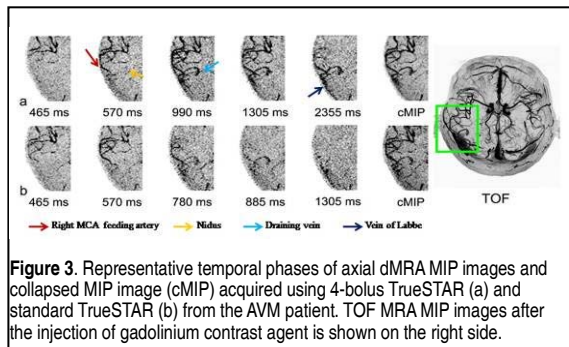 a
465 ms 570 ms 990 ms 1305 ms 2355 ms cMIP
b
465 ms 570 ms 780 ms 885 ms 1305 ms cMIP
TOF
Right MCA feeding artery Nidus Draining vein Vein of Labbe
Figure 3. Representative temporal phases of axial dMRA MIP images and
collapsed MIP image (cMIP) acquired using 4-bolus TrueSTAR (a) and
standard TrueSTAR (b) from the AVM patient. TOF MRA MIP images after
the injection of gadolinium contrast agent is shown on the right side.